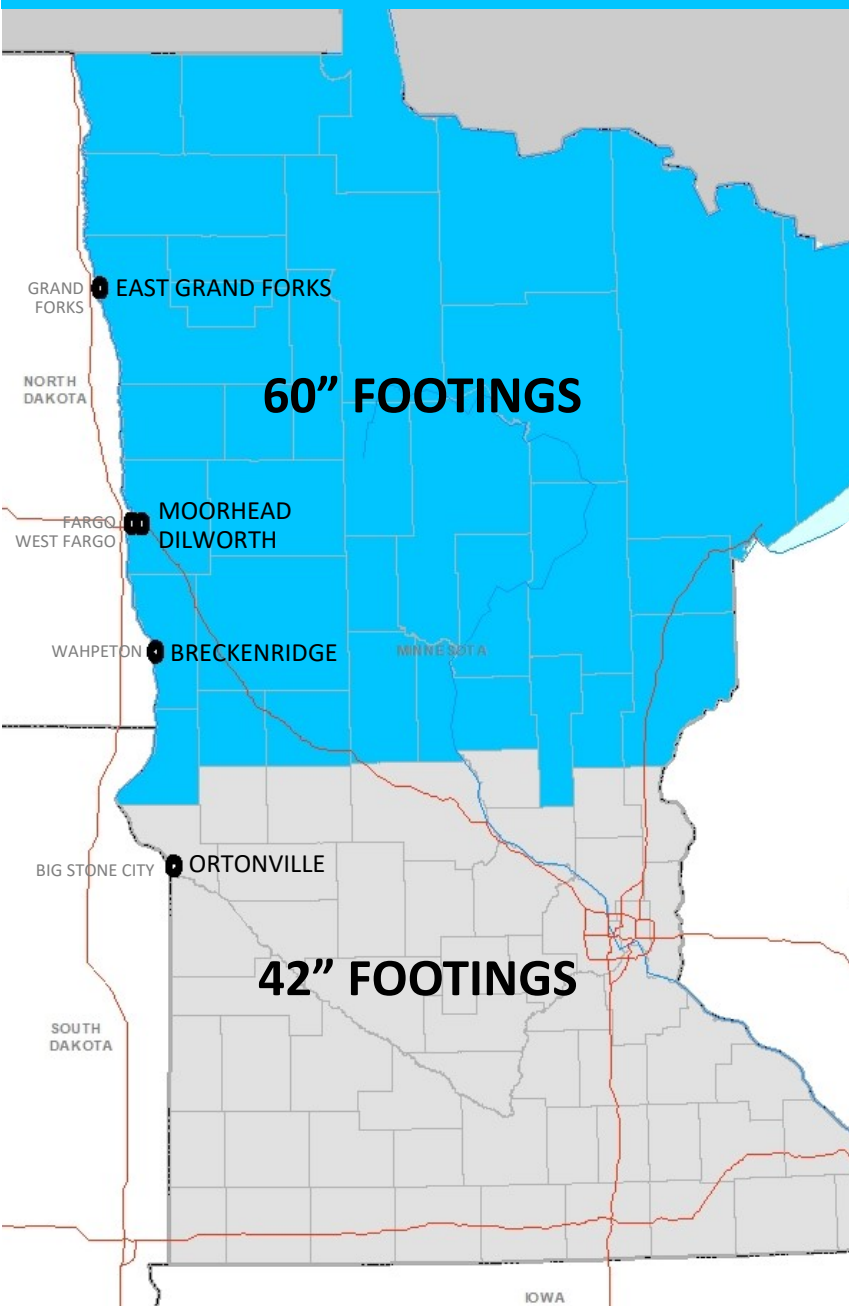 GRAND
FORKS
EAST GRAND FORKS
NORTH
DAKOTA
60” FOOTINGS
FARGO
WEST FARGO
MOORHEAD
DILWORTH
WAHPETON
BRECKENRIDGE
MINNESOTA
BIG STONE CITY
ORTONVILLE
42” FOOTINGS
SOUTH
DAKOTA
IOWA